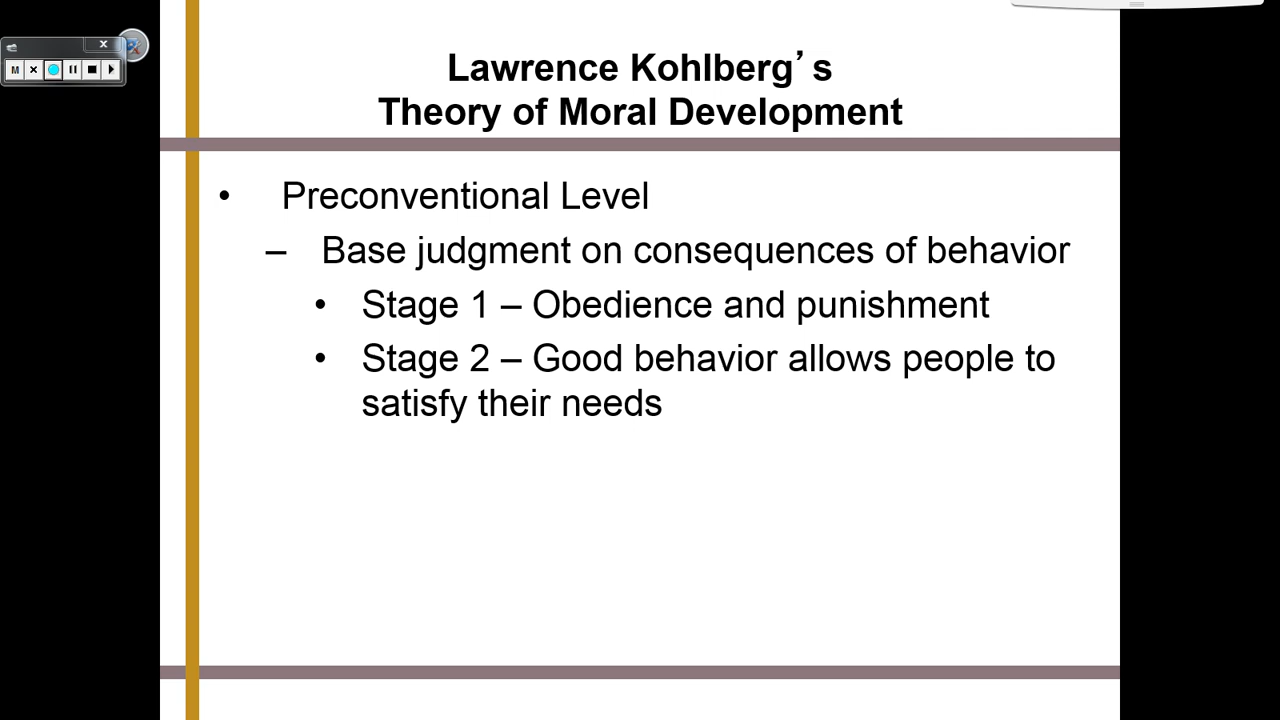 M
Lawrence Kohlberg’s
Theory of Moral Development
• Preconventional Level
– Base judgment on consequences of behavior
• Stage 1 – Obedience and punishment
• Stage 2 – Good behavior allows people to
satisfy their needs